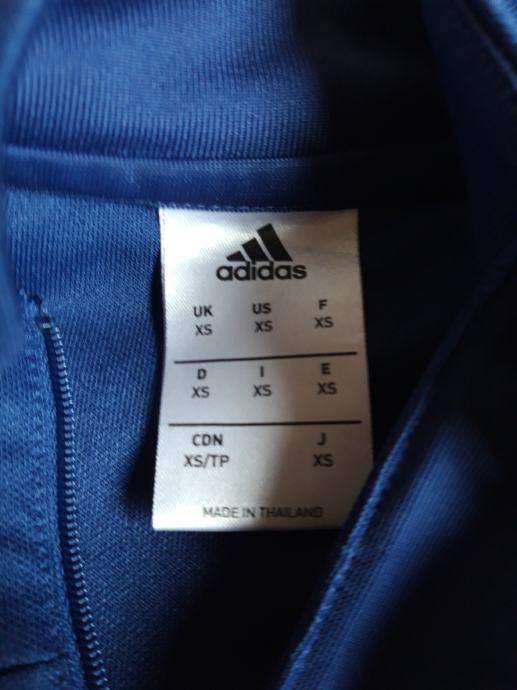 adidas
UK US F
XS XS XS
D I E
XS XS XS
CDN J
XS/TP XS
MADE IN THAILAND